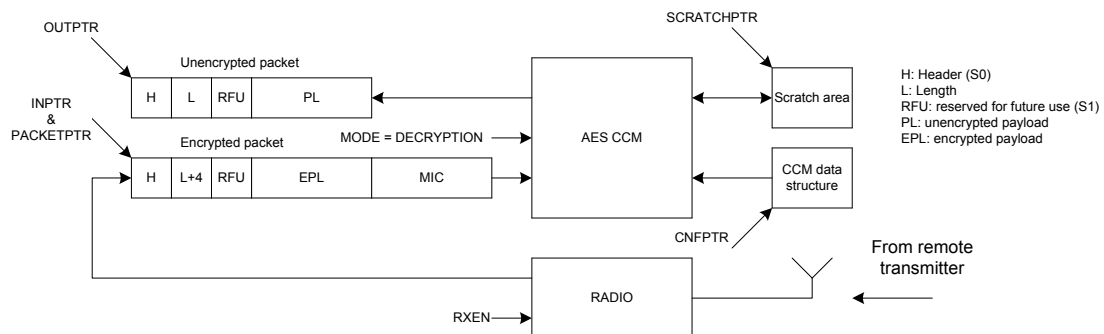 SCRATCHPTR
OUTPTR
Unencrypted packet
H L RFU PL
Scratch area
H: Header (S0)
L: Length
RFU: reserved for future use (S1)
PL: unencrypted payload
EPL: encrypted payload
INPTR
&
PACKETPTR
MODE = DECRYPTION
AES CCM
Encrypted packet
H L+4 RFU EPL MIC
CCM data
structure
CNFPTR
From remote
transmitter
RADIO
RXEN